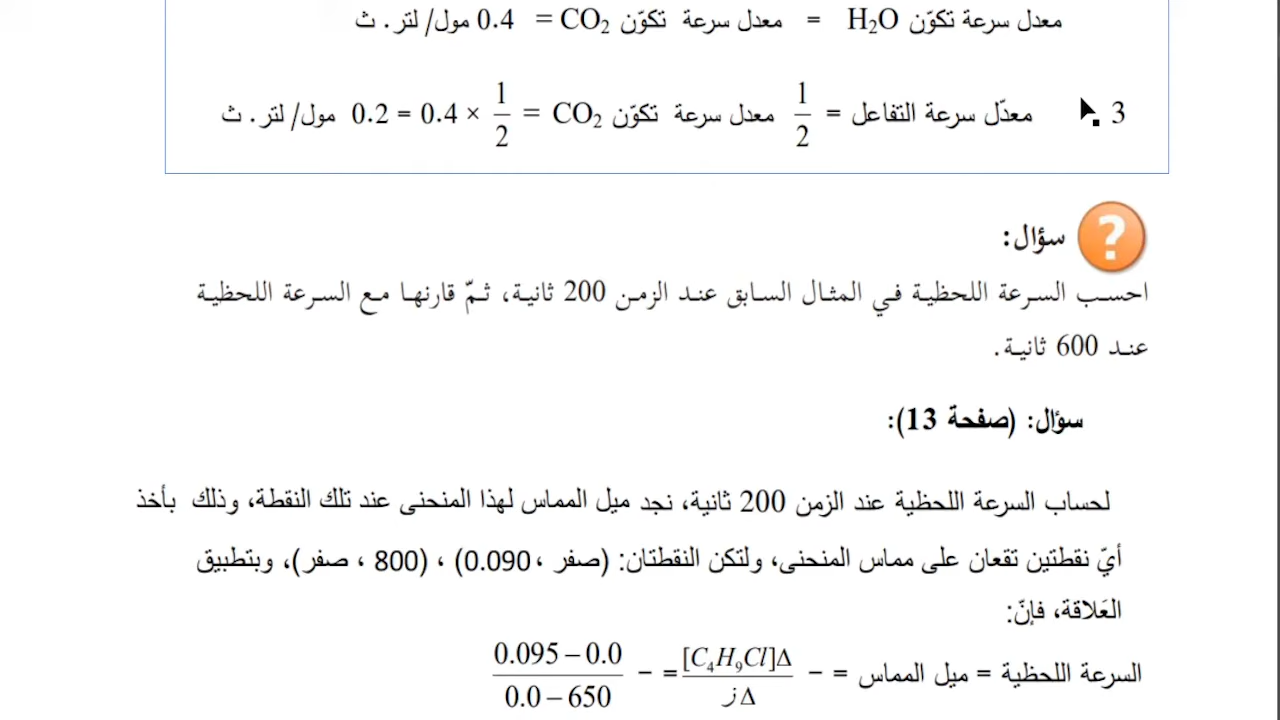 معدل سرعة تكوّن H₂O = معدل سرعة تكوّن CO₂ = 0.4 مول/ لتر . ث
3. معدّل سرعة التفاعل = 1/2 معدل سرعة تكوّن CO₂ = 1/2 × 0.4 = 0.2 مول/ لتر . ث
سؤال:
احسب السرعة اللحظية في المثال السابق عند الزمن 200 ثانية، ثمّ قارنها مع السرعة اللحظية
عند 600 ثانية.
سؤال: (صفحة 13):
لحساب السرعة اللحظية عند الزمن 200 ثانية، نجد ميل المماس لهذا المنحنى عند تلك النقطة، وذلك بأخذ
أيّ نقطتين تقعان على مماس المنحنى، ولتكن النقطتان: (صفر ، 0.090) ، (800 ، صفر)، وبتطبيق
العَلاقة، فإنّ:
السرعة اللحظية = ميل المماس = − Δ[C₄H₉Cl] / Δز = − (0.095 – 0.0) / (0.0 – 650)